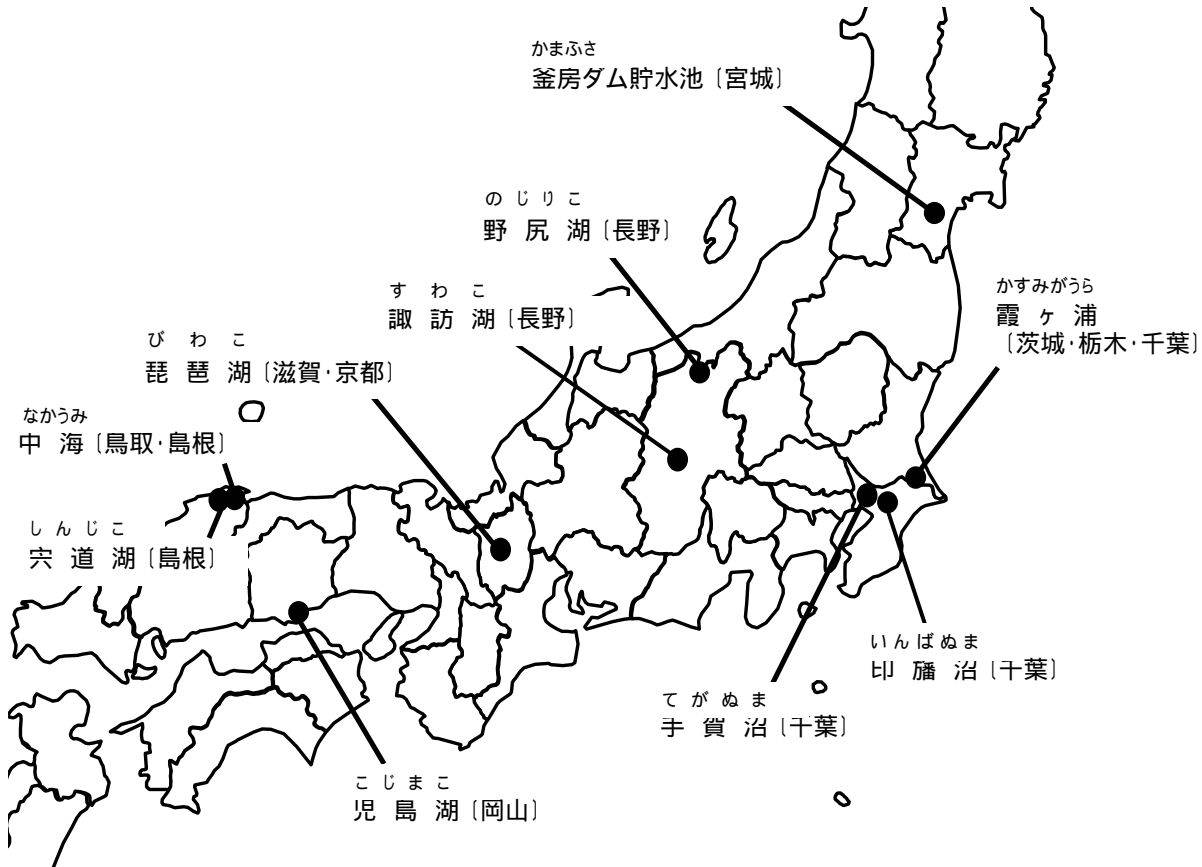 かまふさ
釜房ダム貯水池〔宮城〕
のじりこ
野尻湖〔長野〕
すわこ
諏訪湖〔長野〕
かすみがうら
霞ヶ浦
〔茨城・栃木・千葉〕
びわこ
琵琶湖〔滋賀・京都〕
なかうみ
中海〔鳥取・島根〕
しんじこ
宍道湖〔島根〕
いんばぬま
印旛沼〔千葉〕
てがぬま
手賀沼〔千葉〕
こじまこ
児島湖〔岡山〕